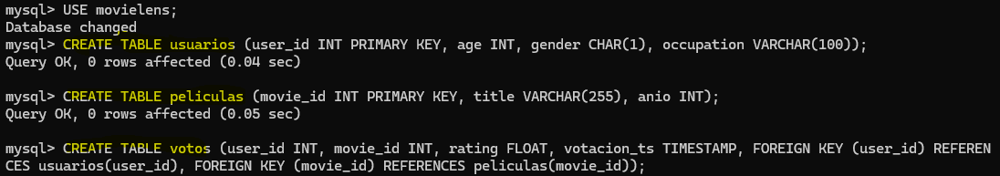 mysql> USE movielens;
Database changed
mysql> CREATE TABLE usuarios (user_id INT PRIMARY KEY, age INT, gender CHAR(1), occupation VARCHAR(100));
Query OK, 0 rows affected (0.04 sec)
mysql> CREATE TABLE peliculas (movie_id INT PRIMARY KEY, title VARCHAR(255), anio INT);
Query OK, 0 rows affected (0.05 sec)
mysql> CREATE TABLE votos (user_id INT, movie_id INT, rating FLOAT, votacion_ts TIMESTAMP, FOREIGN KEY (user_id) REFEREN
CES usuarios(user_id), FOREIGN KEY (movie_id) REFERENCES peliculas(movie_id));